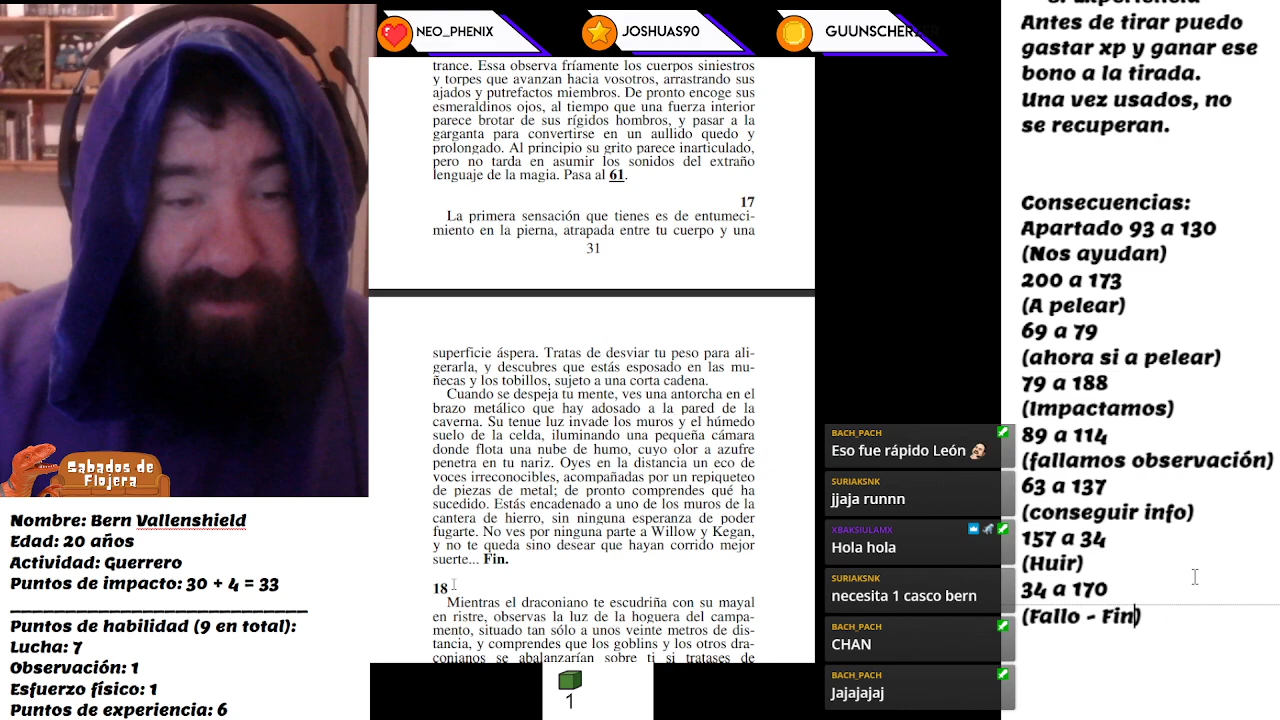 NEO_PHENIX
JOSHUAS90
GUUNSCHERZER
trance. Essa observa fríamente los cuerpos siniestros
y torpes que avanzan hacia vosotros, arrastrando sus
ajados y putrefactos miembros. De pronto encoge sus
esmeraldinos ojos, al tiempo que una fuerza interior
parece brotar de sus rígidos hombros, y pasar a la
garganta para convertirse en un aullido quedo y
prolongado. Al principio su grito parece inarticulado,
pero no tarda en asumir los sonidos del extraño
lenguaje de la magia. Pasa al 61.
17
La primera sensación que tienes es de entumeci-
miento en la pierna, atrapada entre tu cuerpo y una
31
superficie áspera. Tratas de desviar tu peso para ali-
gerarla, y descubres que estás esposado en las mu-
ñecas y los tobillos, sujeto a una corta cadena.
Cuando se despeja tu mente, ves una antorcha en el
brazo metálico que hay adosado a la pared de la
caverna. Su tenue luz invade los muros y el húmedo
suelo de la celda, iluminando una pequeña cámara
donde flota una nube de humo, cuyo olor a azufre
penetra en tu nariz. Oyes en la distancia un eco de
voces irreconocibles, acompañadas por un repiqueteo
de piezas de metal; de pronto comprendes qué ha
sucedido. Estás encadenado a uno de los muros de la
cantera de hierro, sin ninguna esperanza de poder
fugarte. No ves por ninguna parte a Willow y Kegan,
y no te queda sino desear que hayan corrido mejor
suerte... Fin.
18
Mientras el draconiano te escudriña con su mayal
en ristre, observas la luz de la hoguera del campa-
mento, situado tan sólo a unos veinte metros de dis-
tancia, y comprendes que los goblins y los otros dra-
conianos se abalanzarían sobre ti si tratases de
1
Antes de tirar puedo
gastar xp y ganar ese
bono a la tirada.
Una vez usados, no
se recuperan.
Consecuencias:
Apartado 93 a 130
(Nos ayudan)
200 a 173
(A pelear)
69 a 79
(ahora si a pelear)
79 a 188
(Impactamos)
89 a 114
(fallamos observación)
63 a 137
(conseguir info)
157 a 34
(Huir)
34 a 170
(Fallo - Fin)
BACH_PACH
Eso fue rápido León
SURIAKSNK
jjaja runnn
XBAKSIULAMX
Hola hola
SURIAKSNK
necesita 1 casco bern
BACH_PACH
CHAN
BACH_PACH
Jajajajaj
Sabados de
Flojera
Nombre: Bern Vallenshield
Edad: 20 años
Actividad: Guerrero
Puntos de impacto: 30 + 4 = 33
Puntos de habilidad (9 en total):
Lucha: 7
Observación: 1
Esfuerzo físico: 1
Puntos de experiencia: 6